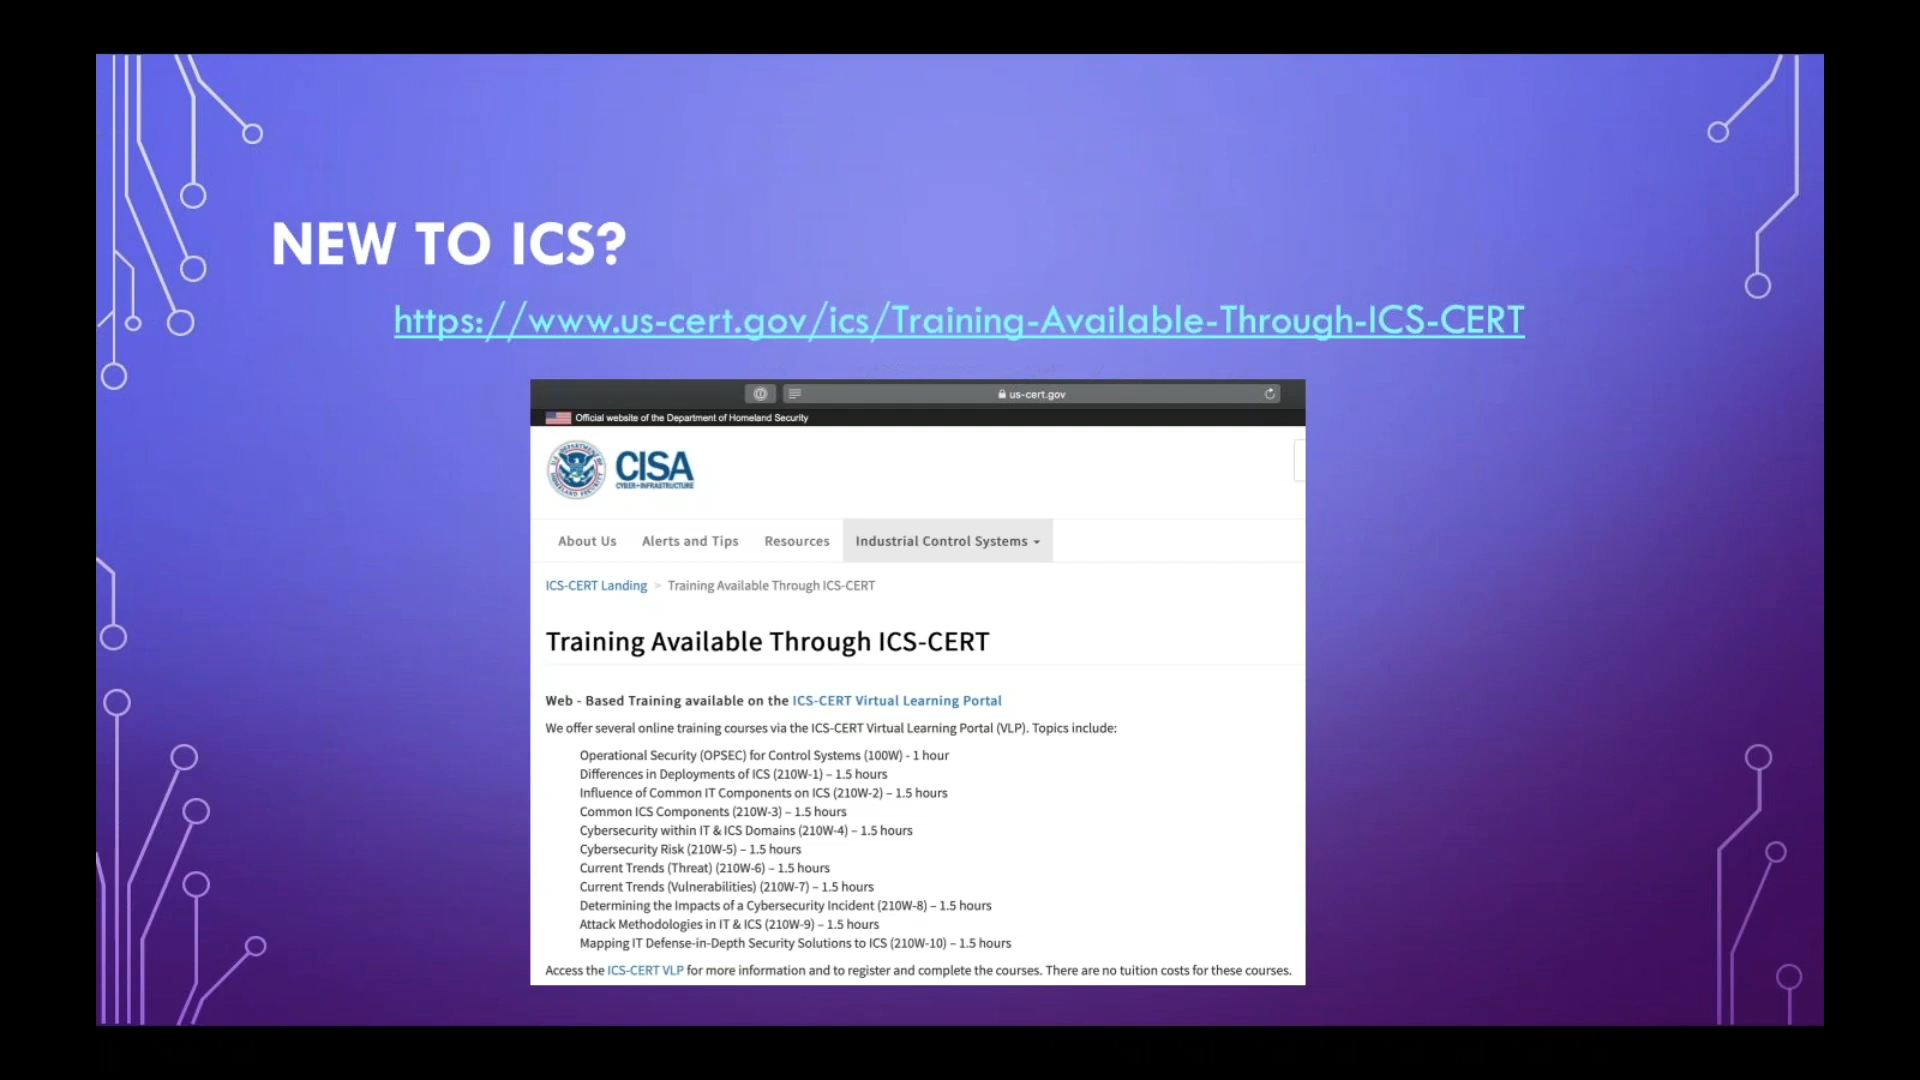 NEW TO ICS?
https://www.us-cert.gov/ics/Training-Available-Through-ICS-CERT
us-cert.gov
Official website of the Department of Homeland Security
CISA
CYBER+INFRASTRUCTURE
About Us Alerts and Tips Resources Industrial Control Systems
ICS-CERT Landing > Training Available Through ICS-CERT
Training Available Through ICS-CERT
Web - Based Training available on the ICS-CERT Virtual Learning Portal
We offer several online training courses via the ICS-CERT Virtual Learning Portal (VLP). Topics include:
Operational Security (OPSEC) for Control Systems (100W) - 1 hour
Differences in Deployments of ICS (210W-1) – 1.5 hours
Influence of Common IT Components on ICS (210W-2) – 1.5 hours
Common ICS Components (210W-3) – 1.5 hours
Cybersecurity within IT & ICS Domains (210W-4) – 1.5 hours
Cybersecurity Risk (210W-5) – 1.5 hours
Current Trends (Threat) (210W-6) – 1.5 hours
Current Trends (Vulnerabilities) (210W-7) – 1.5 hours
Determining the Impacts of a Cybersecurity Incident (210W-8) – 1.5 hours
Attack Methodologies in IT & ICS (210W-9) – 1.5 hours
Mapping IT Defense-in-Depth Security Solutions to ICS (210W-10) – 1.5 hours
Access the ICS-CERT VLP for more information and to register and complete the courses. There are no tuition costs for these courses.